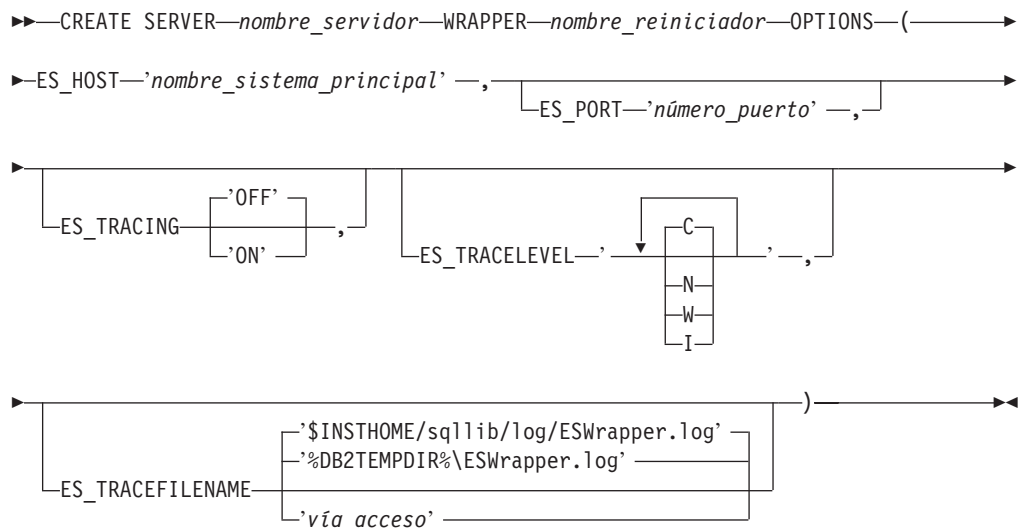 CREATE SERVER nombre_servidor WRAPPER nombre_reiniciador OPTIONS (
ES_HOST ’nombre_sistema_principal’ ,
ES_PORT ’número_puerto’ ,
’OFF’
ES_TRACING ,
’ON’
C
ES_TRACELEVEL ’ ’ ,
N
W
I
)
’$INSTHOME/sqllib/log/ESWrapper.log’
’%DB2TEMPDIR%\ESWrapper.log’
ES_TRACEFILENAME
’vía acceso’